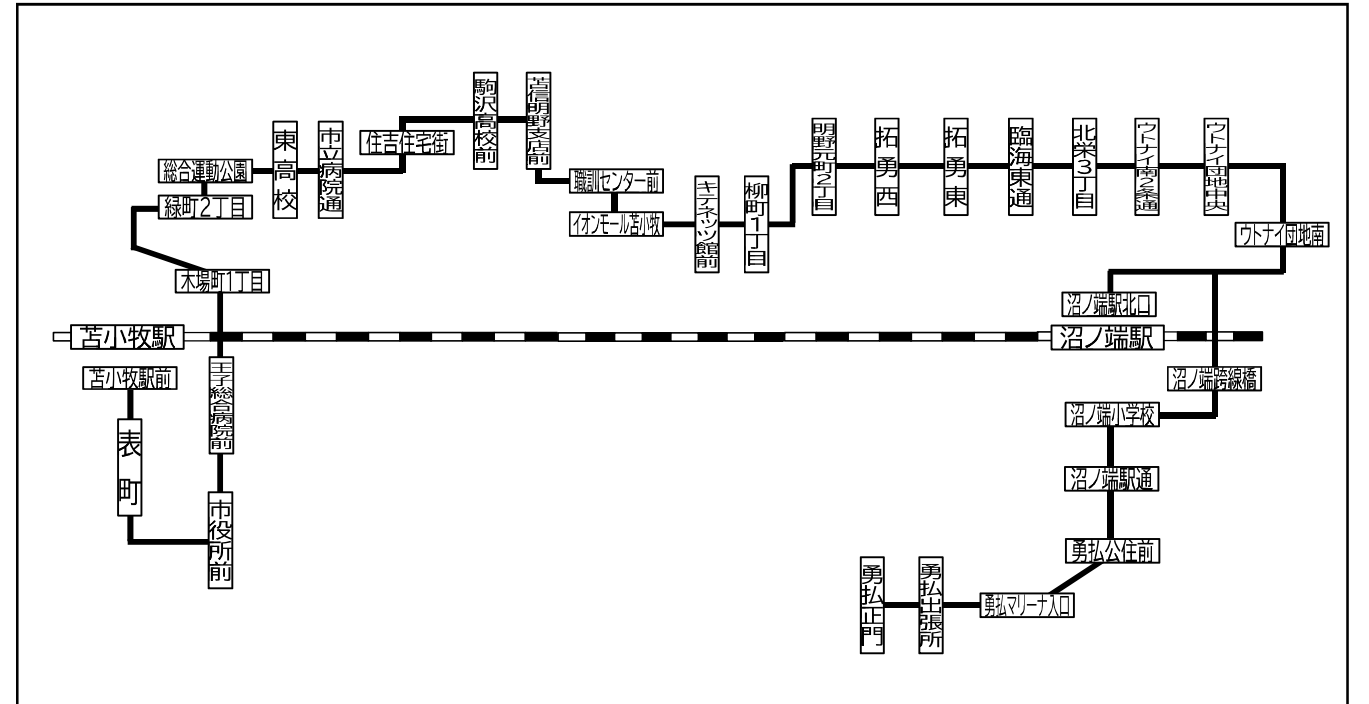 駒沢高校前
苫信明野支店前
東高校
市立病院通
住吉住宅街
総合運動公園
緑町2丁目
木場町1丁目
職訓センター前
イオンモール苫小牧
キテネッツ館前
柳町1丁目
明野元町2丁目
拓勇西
拓勇東
臨海東通
北栄3丁目
ウトナイ南2条通
ウトナイ団地中央
ウトナイ団地南
沼ノ端駅北口
苫小牧駅
沼ノ端駅
苫小牧駅前
王子総合病院前
表町
市役所前
沼ノ端跨線橋
沼ノ端小学校
沼ノ端駅通
勇払公住前
勇払マリーナ入口
勇払出張所
勇払正門